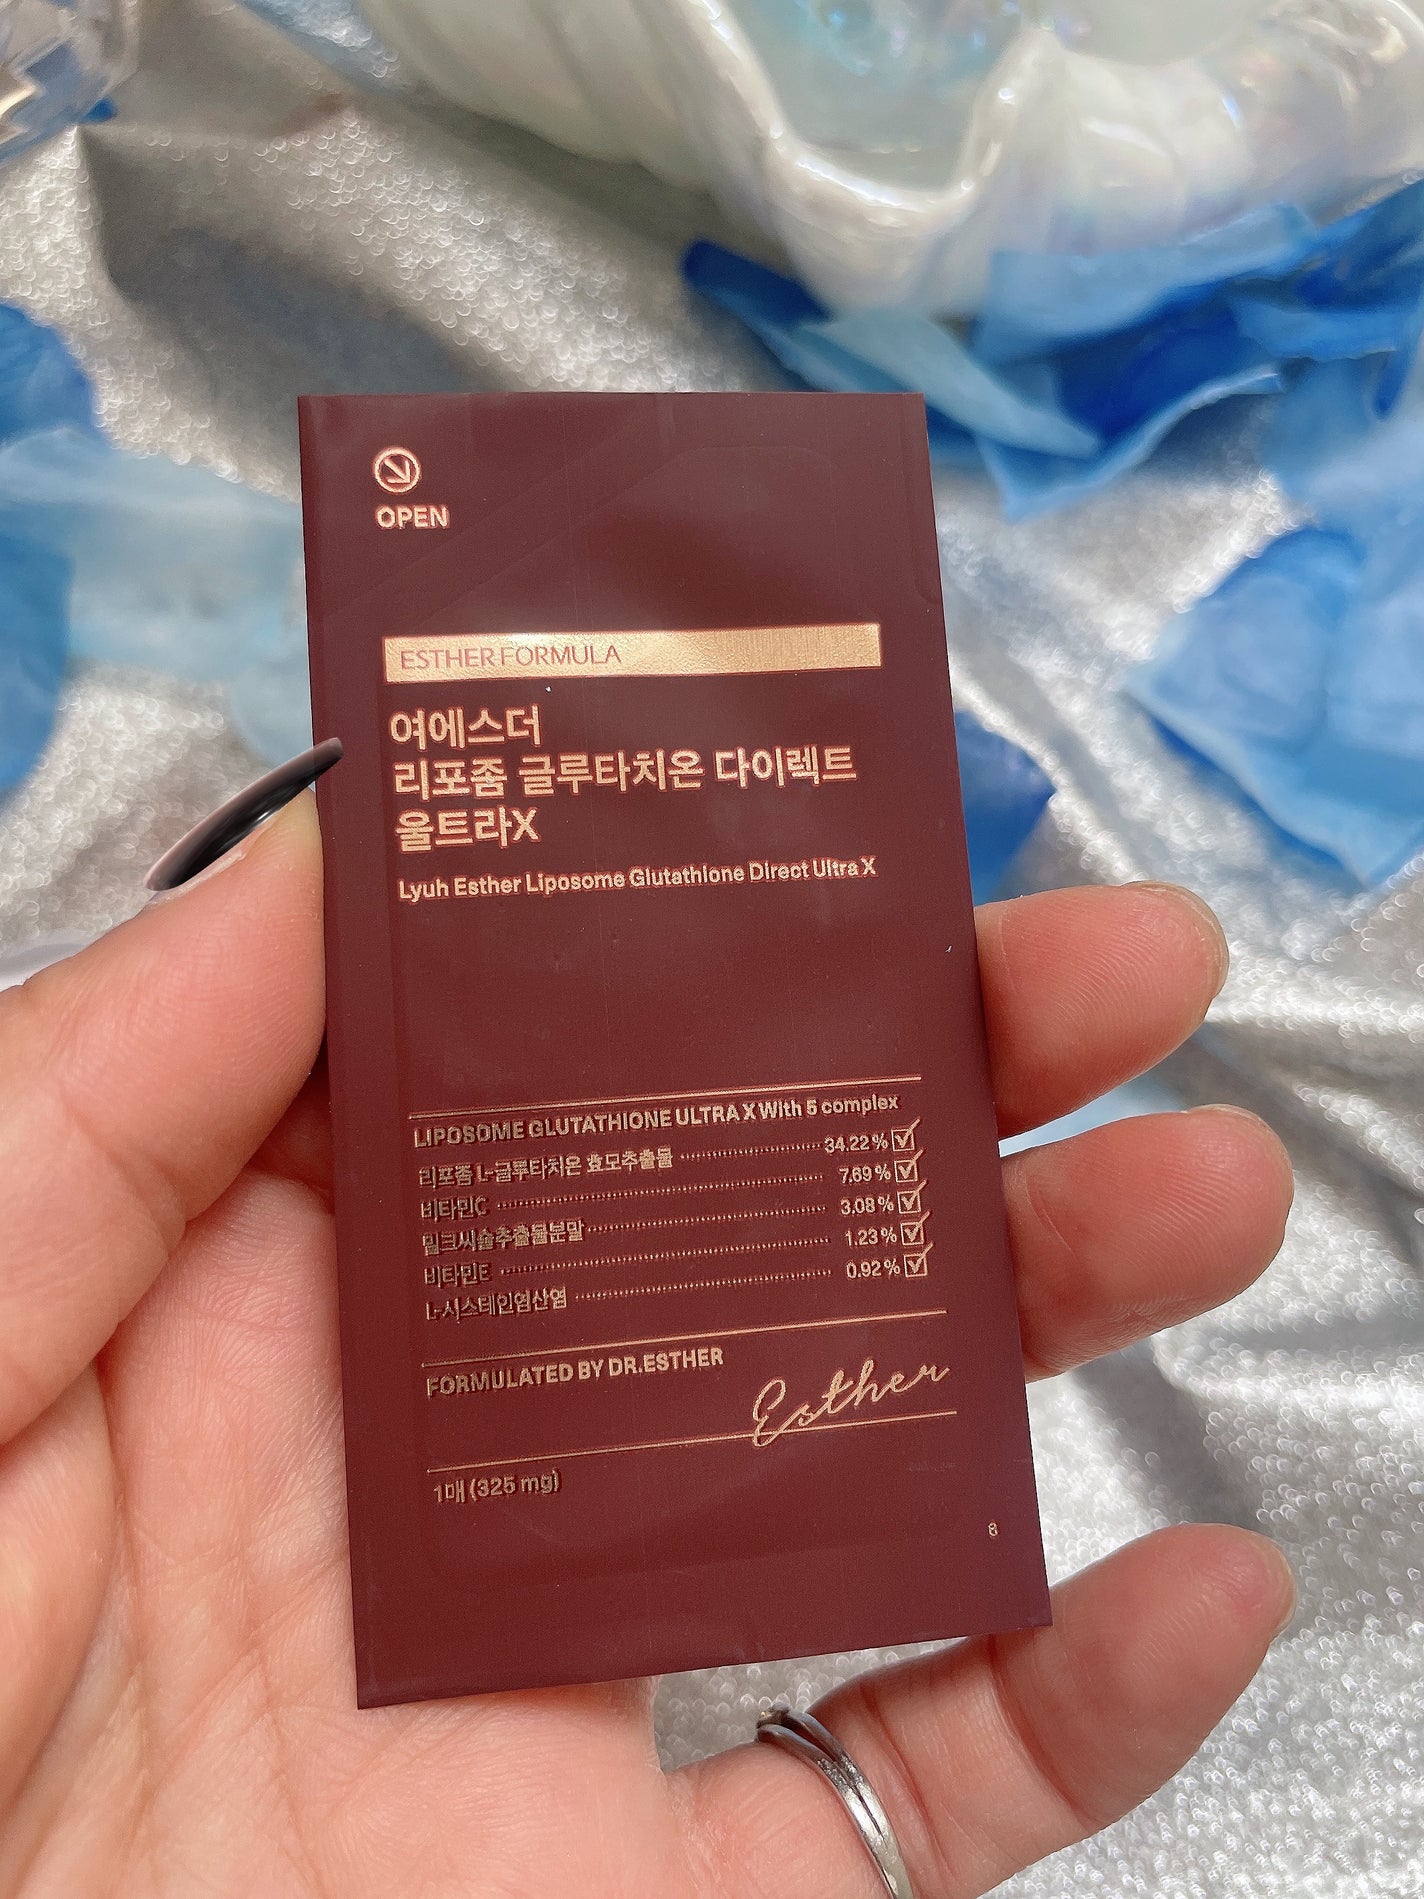 OPEN
ESTHER FORMULA
여에스더
리포좀 글루타치온 다이렉트
울트라X
Lyuh Esther Liposome Glutathione Direct Ultra X
LIPOSOME GLUTATHIONE ULTRA X With 5 complex
리포좀 L-글루타치온 효모추출물 34.22%
비타민C 7.69%
밀크씨슬추출물분말 3.08%
비타민E 1.23%
L-시스테인염산염 0.92%
FORMULATED BY DR.ESTHER
Esther
1매 (325 mg)